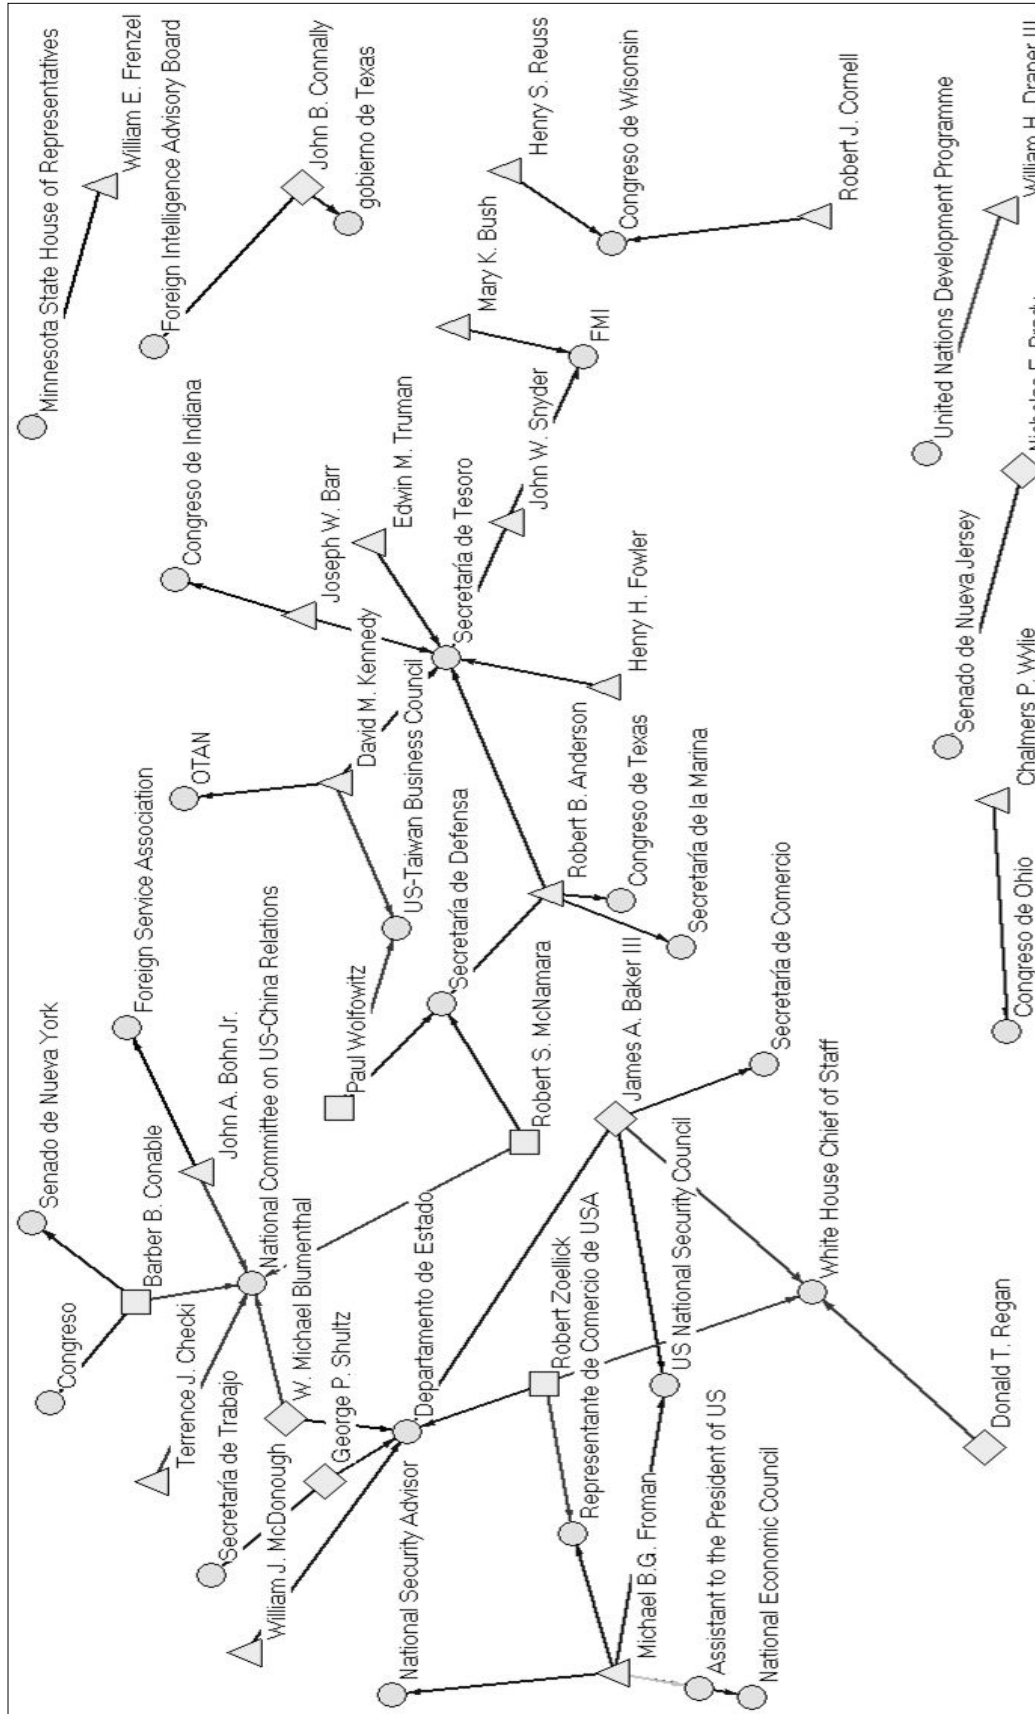 Congreso
Senado de Nueva York
Minnesota State House of Representatives
William E. Frenzel
Barber B. Conable
Foreign Service Association
Foreign Intelligence Advisory Board
Terrence J. Checki
Congreso de Indiana
OTAN
Secretaría de Trabajo
John A. Bohn Jr.
John B. Connally
National Committee on US-China Relations
William J. McDonough
W. Michael Blumenthal
Joseph W. Barr
gobierno de Texas
George P. Shultz
David M. Kennedy
Paul Wolfowitz
Edwin M. Truman
National Security Advisor
Departamento de Estado
US-Taiwan Business Council
Mary K. Bush
Henry S. Reuss
Secretaría de Defensa
Secretaría de Tesoro
Robert S. McNamara
John W. Snyder
Robert Zoellick
Robert B. Anderson
FMI
Representante de Comercio de USA
Congreso de Wisonsin
James A. Baker III
Henry H. Fowler
Michael B.G. Froman
US National Security Council
Congreso de Texas
Secretaría de la Marina
Assistant to the President of US
National Economic Council
Secretaría de Comercio
White House Chief of Staff
Robert J. Cornell
United Nations Development Programme
Senado de Nueva Jersey
Donald T. Regan
Congreso de Ohio
Chalmers P. Wylie
Nicholas F. Brady
William H. Draper III